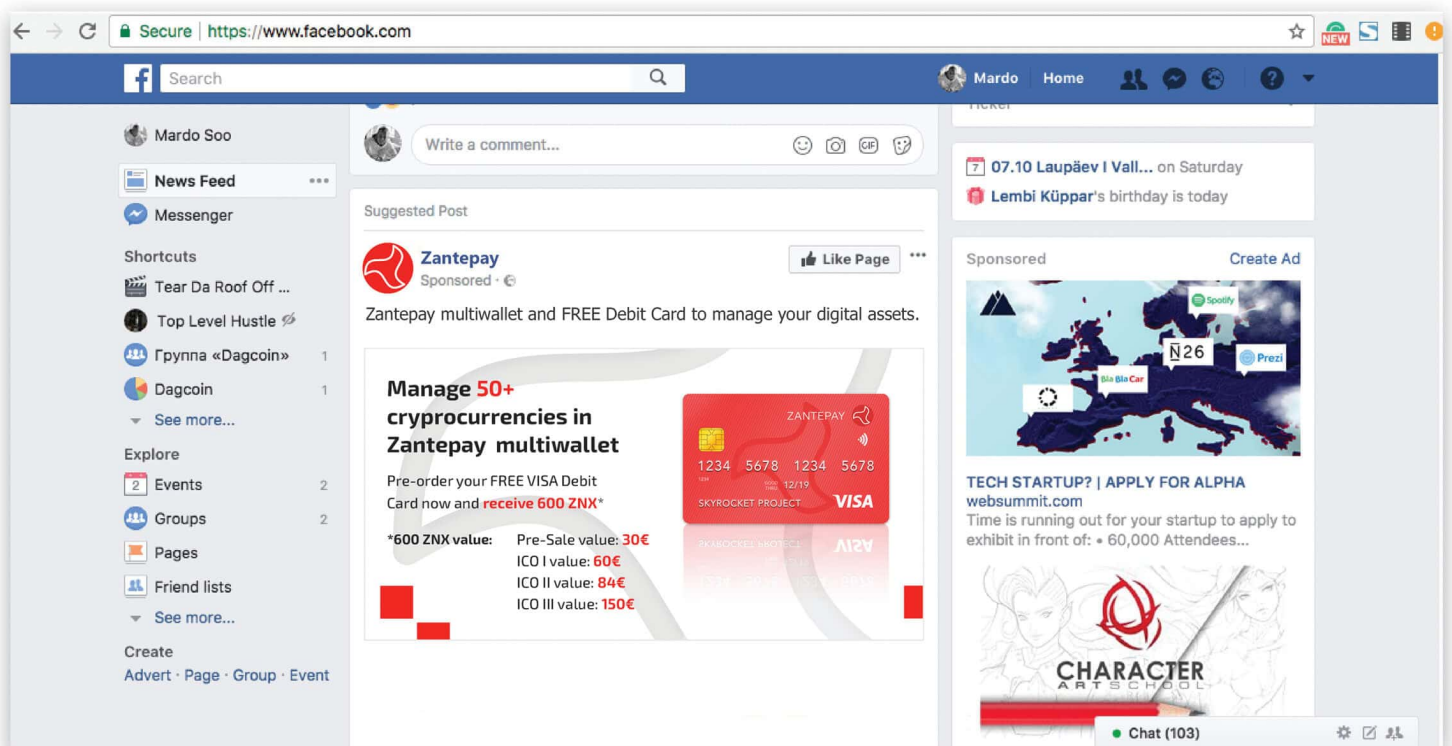 Secure | https://www.facebook.com
NEW
Search
Mardo Home
Mardo Soo
News Feed
Messenger
Shortcuts
Tear Da Roof Off ...
Top Level Hustle
Группа «Dagcoin» 1
Dagcoin 1
See more...
Explore
Events 2
Groups 2
Pages
Friend lists
See more...
Create
Advert · Page · Group · Event
Write a comment...
GIF
Suggested Post
Zantepay
Like Page
Sponsored ·
Zantepay multiwallet and FREE Debit Card to manage your digital assets.
Manage 50+
cryprocurrencies in
Zantepay multiwallet
Pre-order your FREE VISA Debit
Card now and receive 600 ZNX*
*600 ZNX value: Pre-Sale value: 30€
ICO I value: 60€
ICO II value: 84€
ICO III value: 150€
ZANTEPAY
1234 5678 1234 5678
1234
12/19
SKYROCKET PROJECT VISA
Ticker
7 07.10 Laupäev I Vall... on Saturday
Lembi Küppar's birthday is today
Sponsored Create Ad
Spotify
N26
Prezi
BlaBlaCar
TECH STARTUP? | APPLY FOR ALPHA
websummit.com
Time is running out for your startup to apply to
exhibit in front of: • 60,000 Attendees...
CHARACTER
ART SCHOOL
Chat (103)